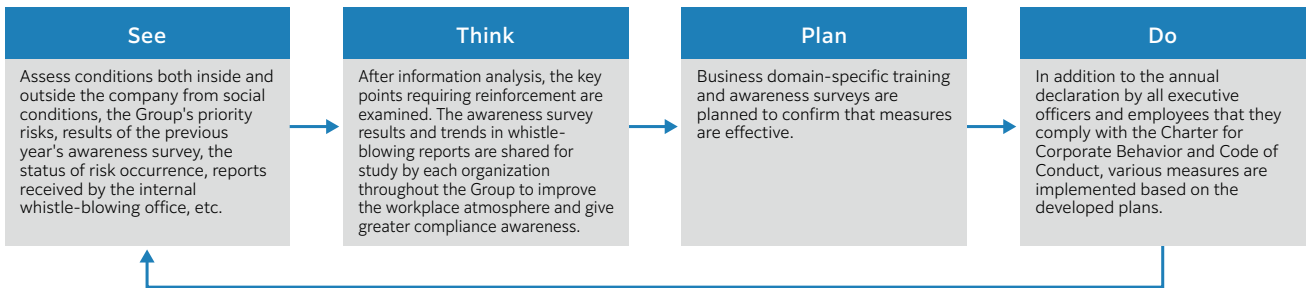 See
Assess conditions both inside and
outside the company from social
conditions, the Group's priority
risks, results of the previous
year's awareness survey, the
status of risk occurrence, reports
received by the internal
whistle-blowing office, etc.
Think
After information analysis, the key
points requiring reinforcement are
examined. The awareness survey
results and trends in whistle-
blowing reports are shared for
study by each organization
throughout the Group to improve
the workplace atmosphere and give
greater compliance awareness.
Plan
Business domain-specific training
and awareness surveys are
planned to confirm that measures
are effective.
Do
In addition to the annual
declaration by all executive
officers and employees that they
comply with the Charter for
Corporate Behavior and Code of
Conduct, various measures are
implemented based on the
developed plans.